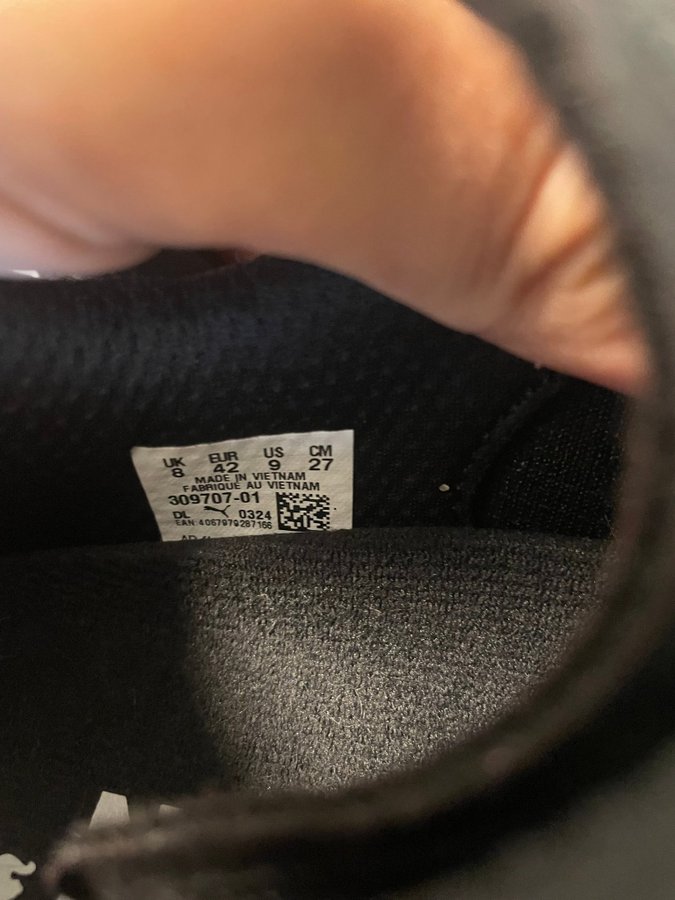 UK EUR US CM
8 42 9 27
MADE IN VIETNAM
FABRIQUÉ AU VIETNAM
309707-01
DL 0324
EAN 4067979287166